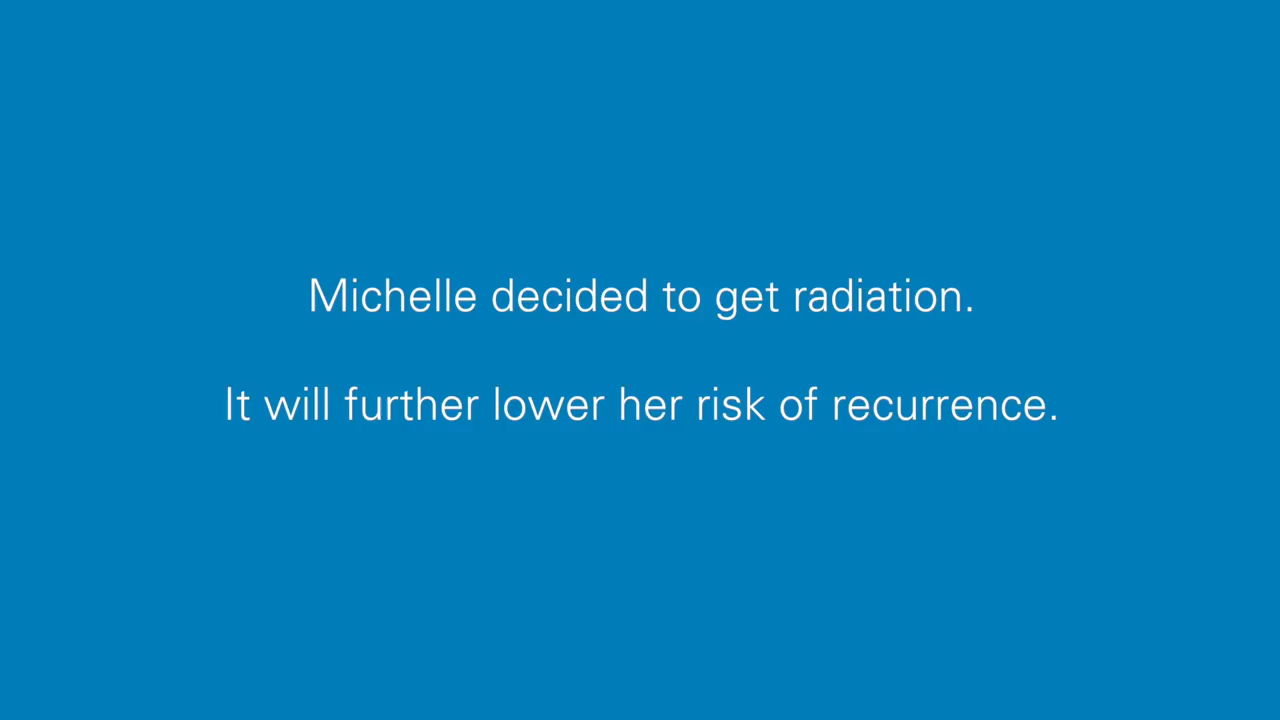 Michelle decided to get radiation.
It will further lower her risk of recurrence.